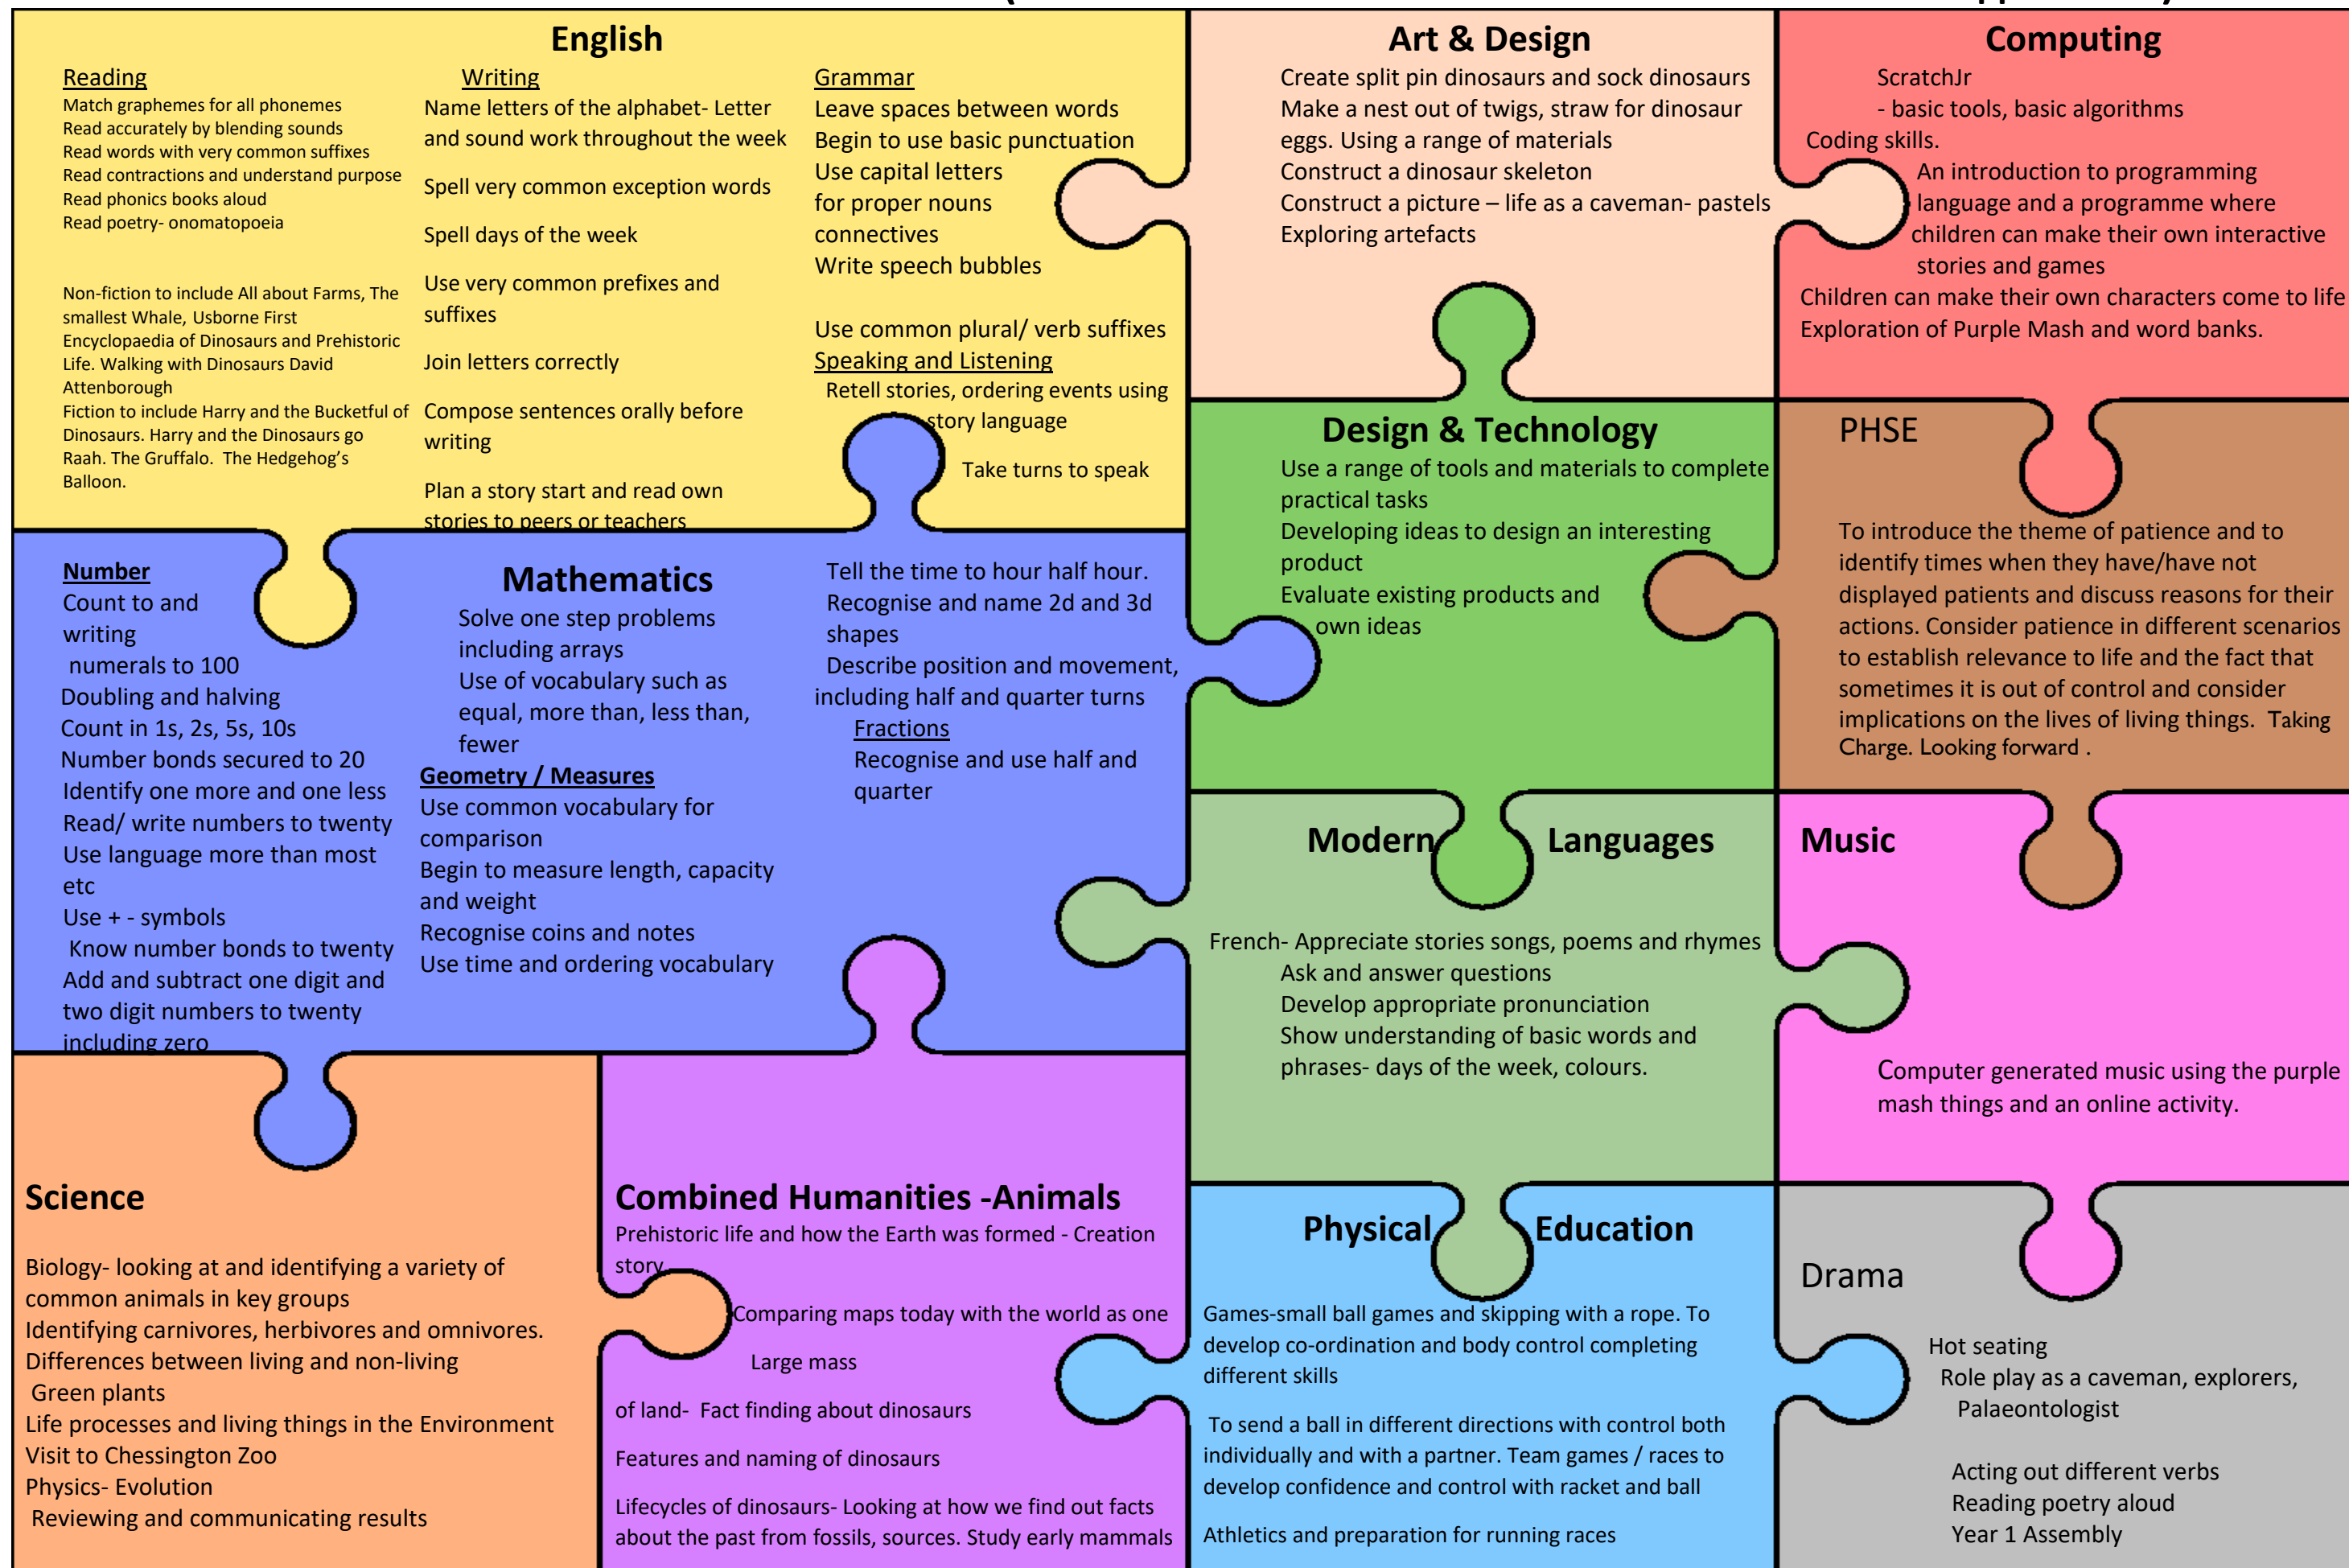 English
Reading
Match graphemes for all phonemes
Read accurately by blending sounds
Read words with very common suffixes
Read contractions and understand purpose
Read phonics books aloud
Read poetry- onomatopoeia
Non-fiction to include All about Farms, The
smallest Whale, Usborne First
Encyclopaedia of Dinosaurs and Prehistoric
Life. Walking with Dinosaurs David
Attenborough
Fiction to include Harry and the Bucketful of
Dinosaurs. Harry and the Dinosaurs go
Raah. The Gruffalo.  The Hedgehog's
Balloon.
Writing
Name letters of the alphabet- Letter
and sound work throughout the week
Spell very common exception words
Spell days of the week
Use very common prefixes and
suffixes
Join letters correctly
Compose sentences orally before
writing
Plan a story start and read own
stories to peers or teachers
Grammar
Leave spaces between words
Begin to use basic punctuation
Use capital letters
for proper nouns
connectives
Write speech bubbles
Use common plural/ verb suffixes
Speaking and Listening
Retell stories, ordering events using
story language
Take turns to speak
Art & Design
Create split pin dinosaurs and sock dinosaurs
Make a nest out of twigs, straw for dinosaur
eggs. Using a range of materials
Construct a dinosaur skeleton
Construct a picture – life as a caveman- pastels
Exploring artefacts
Computing
ScratchJr
- basic tools, basic algorithms
Coding skills.
An introduction to programming
language and a programme where
children can make their own interactive
stories and games
Children can make their own characters come to life
Exploration of Purple Mash and word banks.
Design & Technology
Use a range of tools and materials to complete
practical tasks
Developing ideas to design an interesting
product
Evaluate existing products and
own ideas
PHSE
To introduce the theme of patience and to
identify times when they have/have not
displayed patients and discuss reasons for their
actions. Consider patience in different scenarios
to establish relevance to life and the fact that
sometimes it is out of control and consider
implications on the lives of living things.  Taking
Charge. Looking forward .
Number
Count to and
writing
numerals to 100
Doubling and halving
Count in 1s, 2s, 5s, 10s
Number bonds secured to 20
Identify one more and one less
Read/ write numbers to twenty
Use language more than most
etc
Use + - symbols
Know number bonds to twenty
Add and subtract one digit and
two digit numbers to twenty
including zero
Mathematics
Solve one step problems
including arrays
Use of vocabulary such as
equal, more than, less than,
fewer
Geometry / Measures
Use common vocabulary for
comparison
Begin to measure length, capacity
and weight
Recognise coins and notes
Use time and ordering vocabulary
Tell the time to hour half hour.
Recognise and name 2d and 3d
shapes
Describe position and movement,
including half and quarter turns
Fractions
Recognise and use half and
quarter
Modern Languages
French- Appreciate stories songs, poems and rhymes
Ask and answer questions
Develop appropriate pronunciation
Show understanding of basic words and
phrases- days of the week, colours.
Music
Computer generated music using the purple
mash things and an online activity.
Science
Biology- looking at and identifying a variety of
common animals in key groups
Identifying carnivores, herbivores and omnivores.
Differences between living and non-living
Green plants
Life processes and living things in the Environment
Visit to Chessington Zoo
Physics- Evolution
Reviewing and communicating results
Combined Humanities -Animals
Prehistoric life and how the Earth was formed - Creation
story
Comparing maps today with the world as one
Large mass
of land-  Fact finding about dinosaurs
Features and naming of dinosaurs
Lifecycles of dinosaurs- Looking at how we find out facts
about the past from fossils, sources. Study early mammals
Physical Education
Games-small ball games and skipping with a rope. To
develop co-ordination and body control completing
different skills
To send a ball in different directions with control both
individually and with a partner. Team games / races to
develop confidence and control with racket and ball
Athletics and preparation for running races
Drama
Hot seating
Role play as a caveman, explorers,
Palaeontologist
Acting out different verbs
Reading poetry aloud
Year 1 Assembly